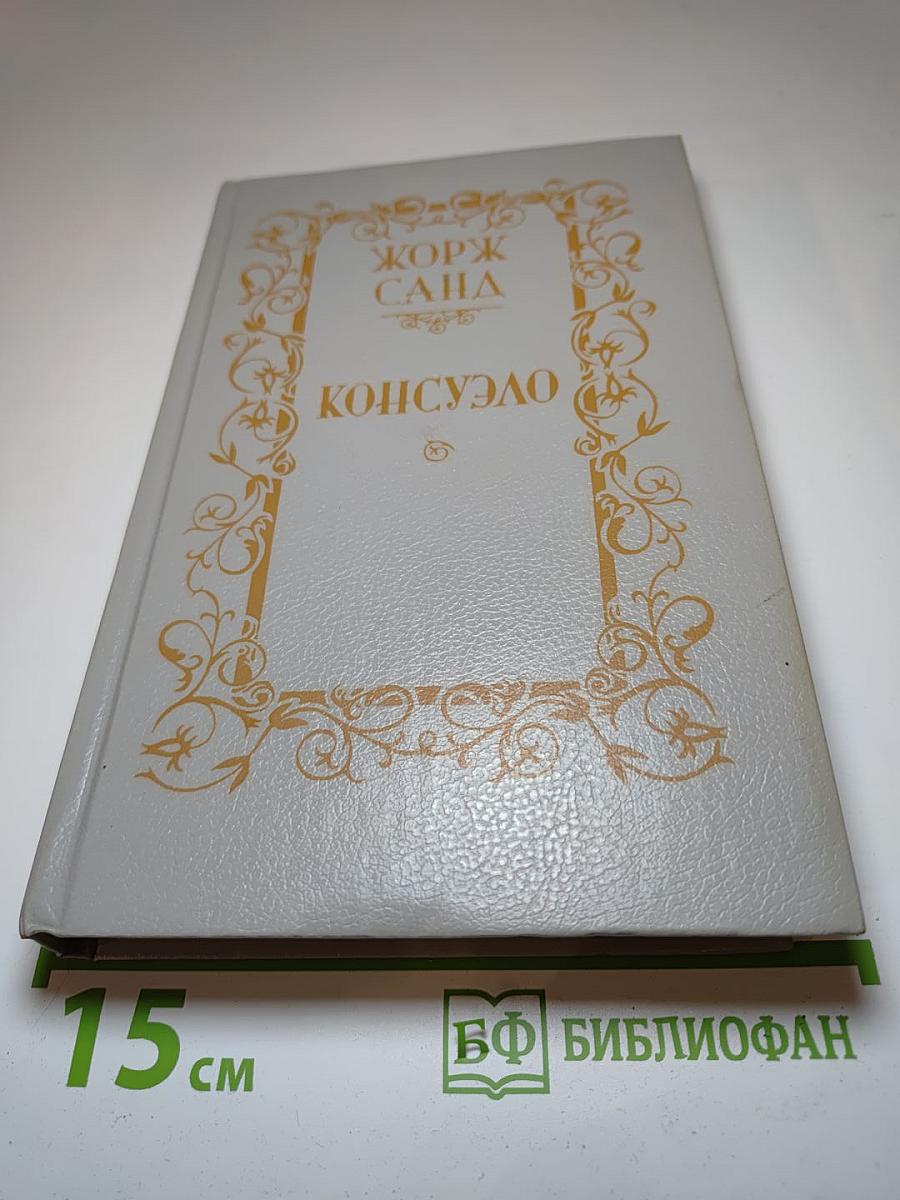 ЖОРЖ
САНД
КОНСУЭЛО
15 см
БФ БИБЛИОФАН